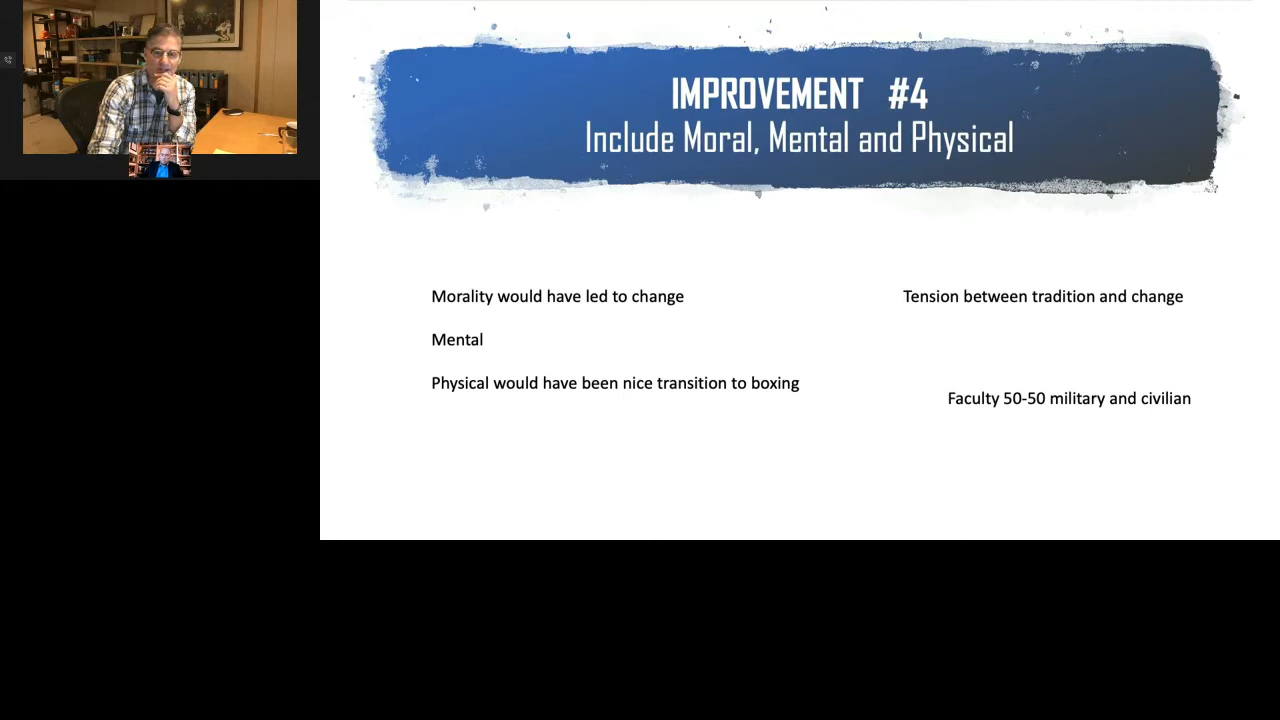 IMPROVEMENT #4
Include Moral, Mental and Physical
Morality would have led to change
Tension between tradition and change
Mental
Physical would have been nice transition to boxing
Faculty 50-50 military and civilian